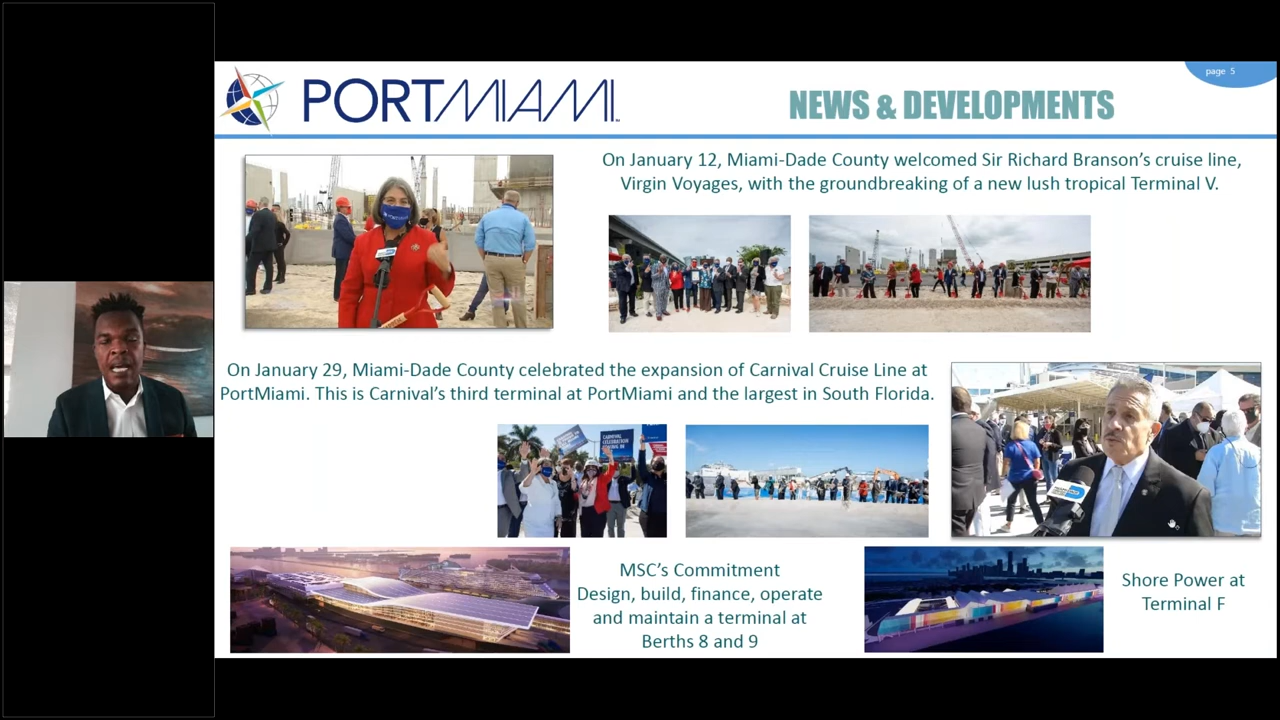 page 5
PORTMIAMI
NEWS & DEVELOPMENTS
On January 12, Miami-Dade County welcomed Sir Richard Branson’s cruise line,
Virgin Voyages, with the groundbreaking of a new lush tropical Terminal V.
On January 29, Miami-Dade County celebrated the expansion of Carnival Cruise Line at
PortMiami. This is Carnival’s third terminal at PortMiami and the largest in South Florida.
MSC’s Commitment
Design, build, finance, operate
and maintain a terminal at
Berths 8 and 9
Shore Power at
Terminal F